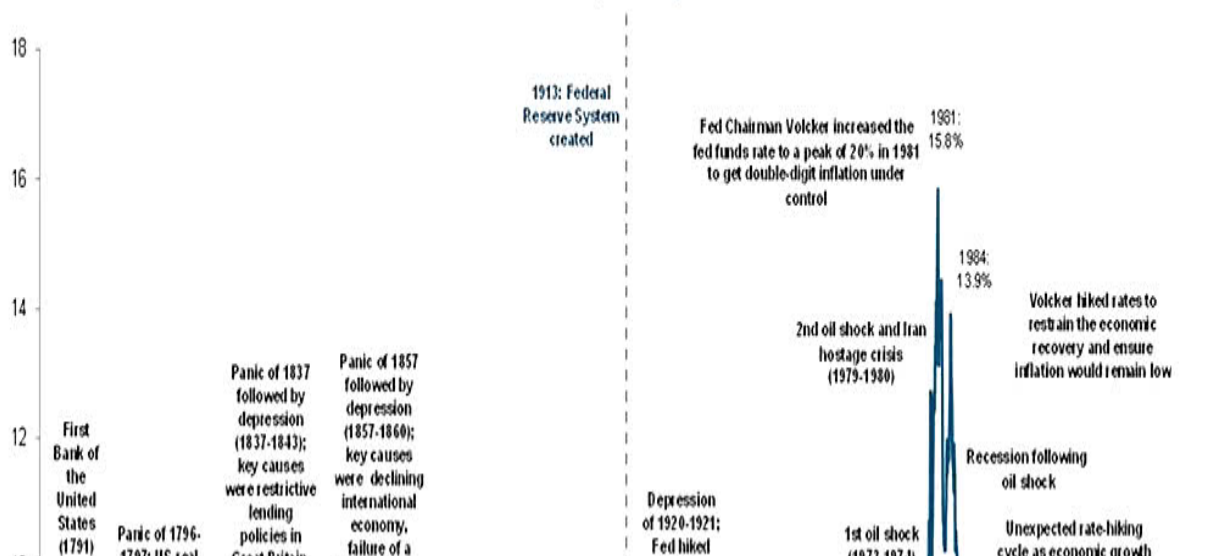 18
16
14
12
1913: Federal
Reserve System
created
Fed Chairman Volcker increased the
fed funds rate to a peak of 20% in 1981
to get double-digit inflation under
control
1981:
15.8%
1984:
13.9%
Volcker hiked rates to
restrain the economic
recovery and ensure
inflation would remain low
2nd oil shock and Iran
hostage crisis
(1979-1980)
First
Bank of
the
United
States
(1791)
Panic of 1796-
Panic of 1837
followed by
depression
(1837-1843);
key causes
were restrictive
lending
policies in
Great Britain
Panic of 1857
followed by
depression
(1857-1860);
key causes
were declining
international
economy,
failure of a
Depression
of 1920-1921;
Fed hiked
Recession following
oil shock
1st oil shock
Unexpected rate-hiking
cycle as economic growth